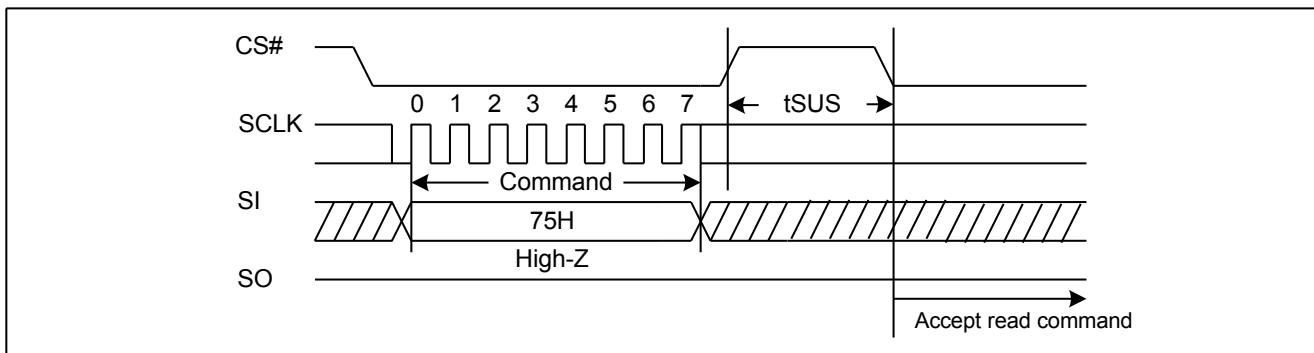 CS#
tSUS
0 1 2 3 4 5 6 7
SCLK
Command
SI
75H
High-Z
SO
Accept read command